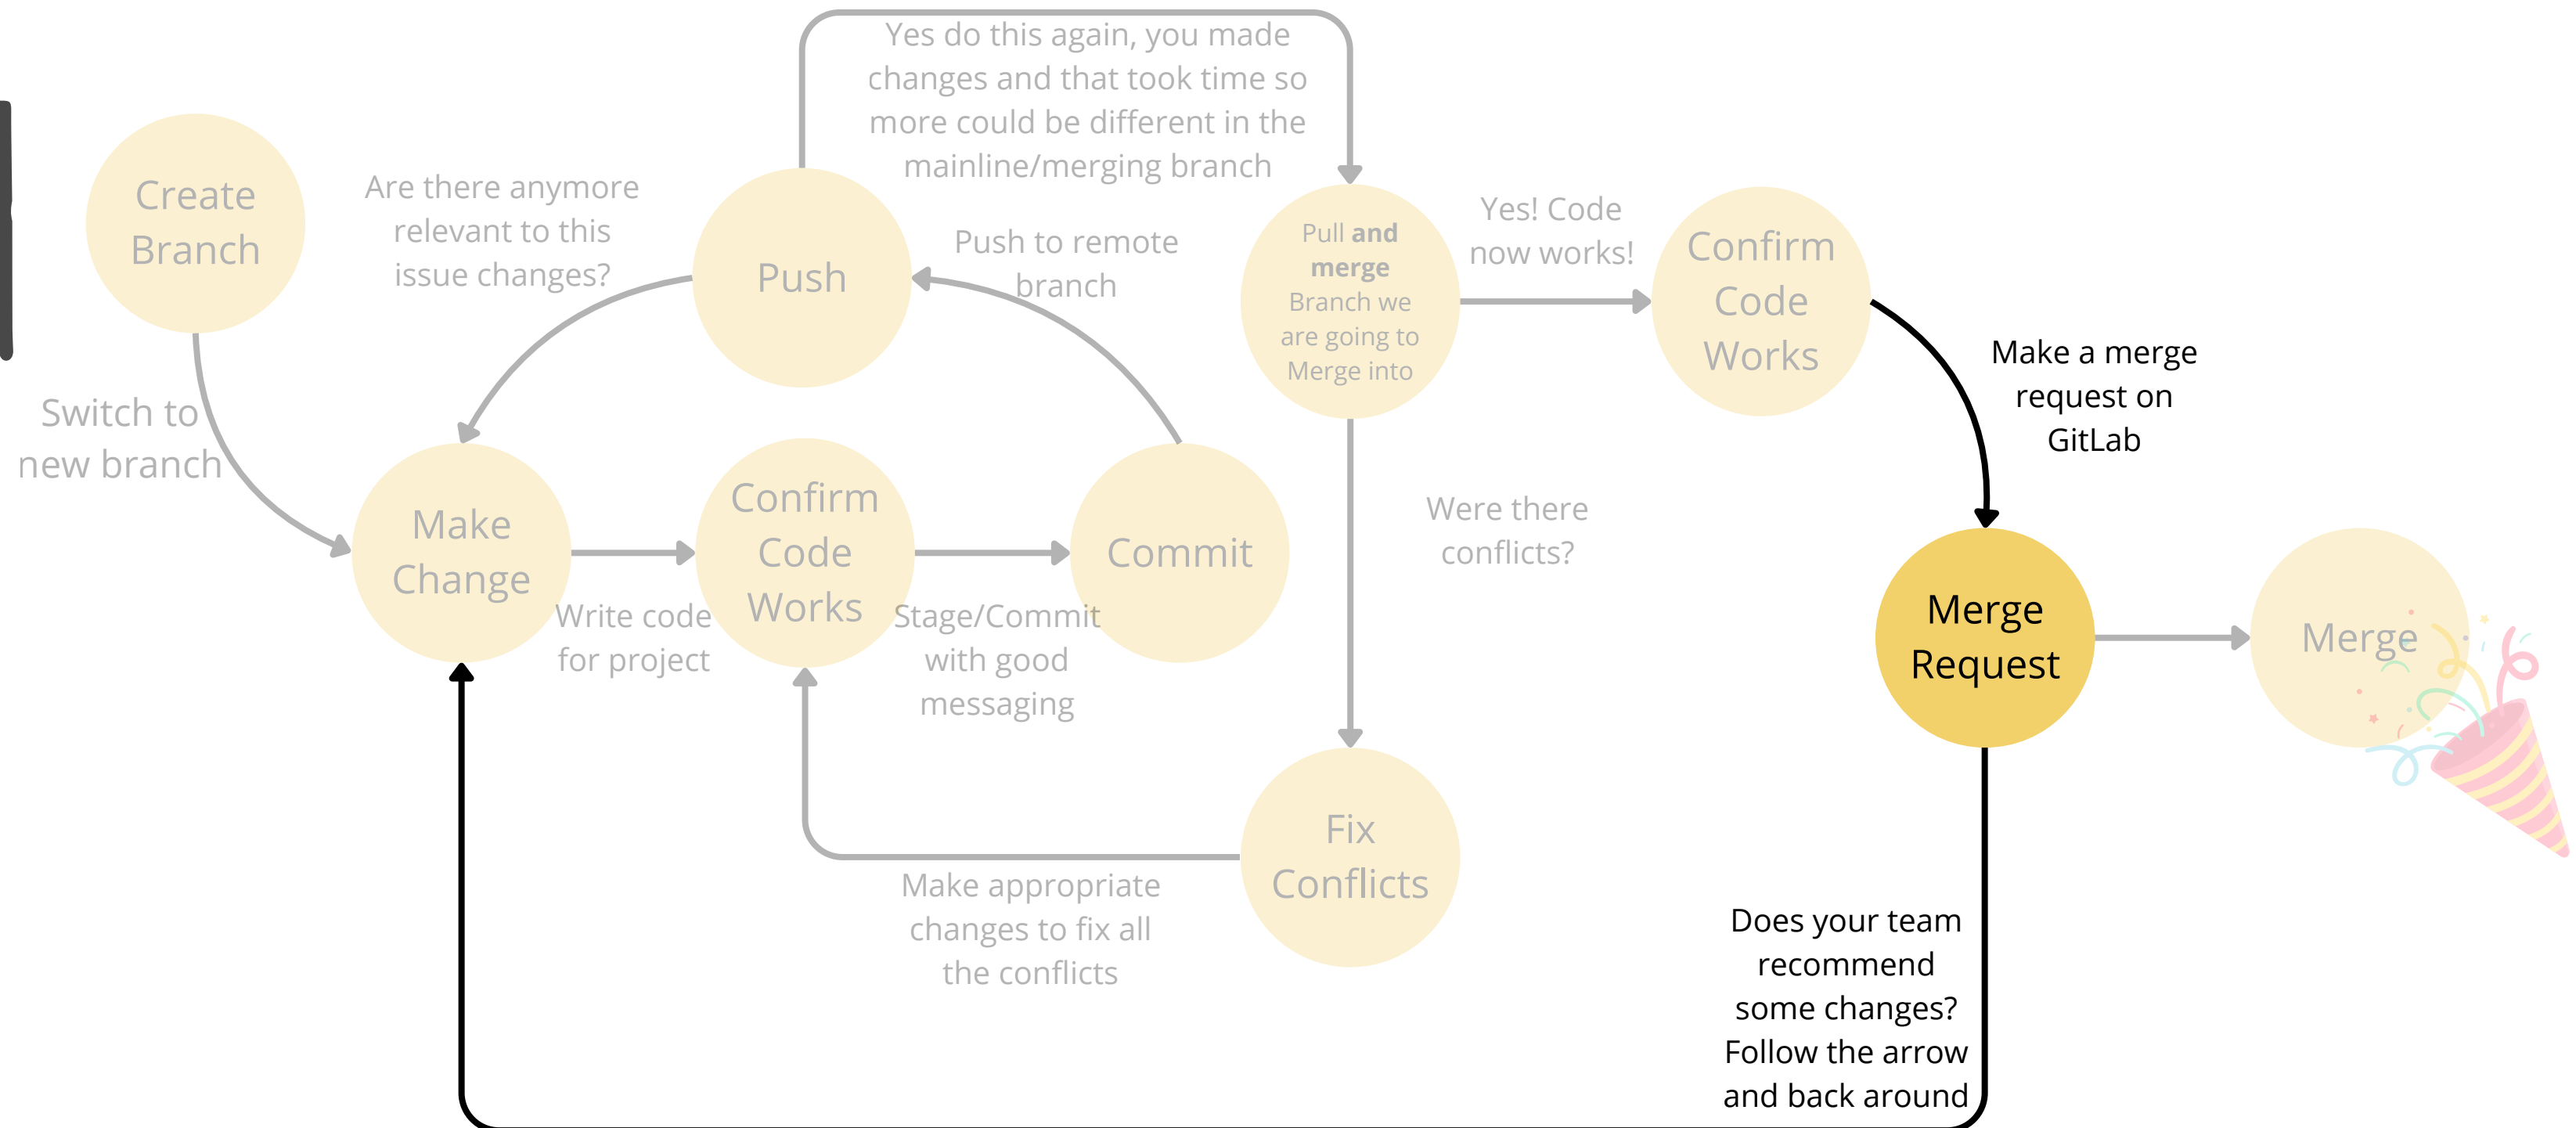 Yes do this again, you made
changes and that took time so
more could be different in the
mainline/merging branch
Create
Branch
Are there anymore
relevant to this
issue changes?
Push
Push to remote
branch
Pull and
merge
Branch we
are going to
Merge into
Yes! Code
now works!
Confirm
Code
Works
Make a merge
request on
GitLab
Switch to
new branch
Make
Change
Write code
for project
Confirm
Code
Works
Stage/Commit
with good
messaging
Commit
Were there
conflicts?
Merge
Request
Merge
Fix
Conflicts
Make appropriate
changes to fix all
the conflicts
Does your team
recommend
some changes?
Follow the arrow
and back around